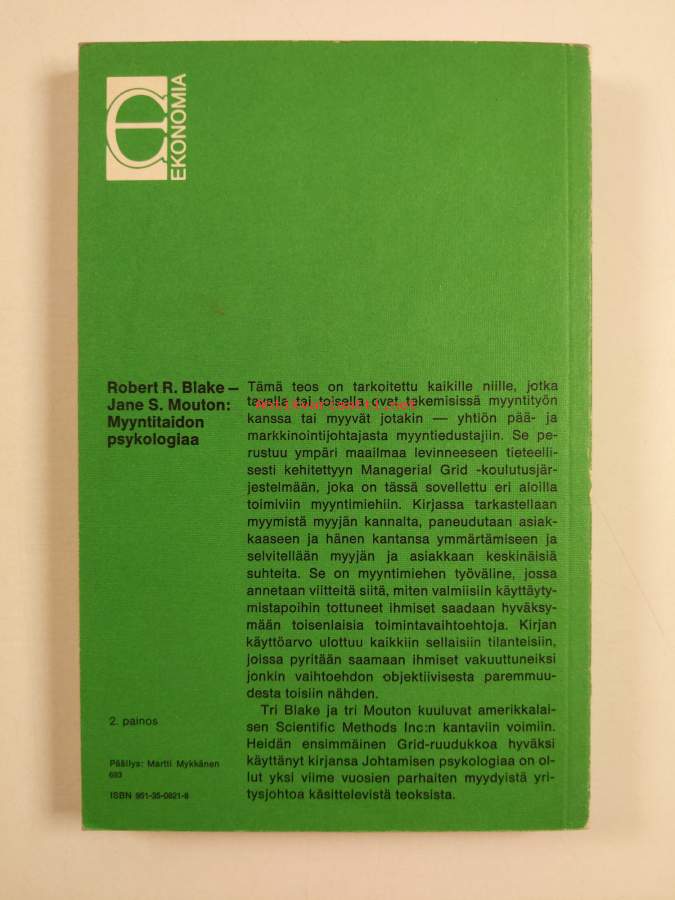 EKONOMIA
Robert R. Blake –
Jane S. Mouton:
Myyntitaidon
psykologiaa
Tämä teos on tarkoitettu kaikille niille, jotka
tavalla tai toisella ovat tekemisissä myyntityön
kanssa tai myyvät jotakin — yhtiön pää- ja
markkinointijohtajasta myyntiedustajiin. Se pe-
rustuu ympäri maailmaa levinneeseen tieteelli-
sesti kehitettyyn Managerial Grid -koulutusjär-
jestelmään, joka on tässä sovellettu eri aloilla
toimiviin myyntimiehiin. Kirjassa tarkastellaan
myymistä myyjän kannalta, paneudutaan asiak-
kaaseen ja hänen kantansa ymmärtämiseen ja
selvitellään myyjän ja asiakkaan keskinäisiä
suhteita. Se on myyntimiehen työväline, jossa
annetaan viitteitä siitä, miten valmiisiin käyttäyty-
mistapoihin tottuneet ihmiset saadaan hyväksy-
mään toisenlaisia toimintavaihtoehtoja. Kirjan
käyttöarvo ulottuu kaikkiin sellaisiin tilanteisiin,
joissa pyritään saamaan ihmiset vakuuttuneiksi
jonkin vaihtoehdon objektiivisesta paremmuu-
desta toisiin nähden.
Tri Blake ja tri Mouton kuuluvat amerikkalai-
sen Scientific Methods Inc:n kantaviin voimiin.
Heidän ensimmäinen Grid-ruudukkoa hyväksi
käyttänyt kirjansa Johtamisen psykologiaa on ol-
lut yksi viime vuosien parhaiten myydyistä yri-
tysjohtoa käsittelevistä teoksista.
2. painos
Päällys: Martti Mykkänen
693
ISBN 951-35-0821-8